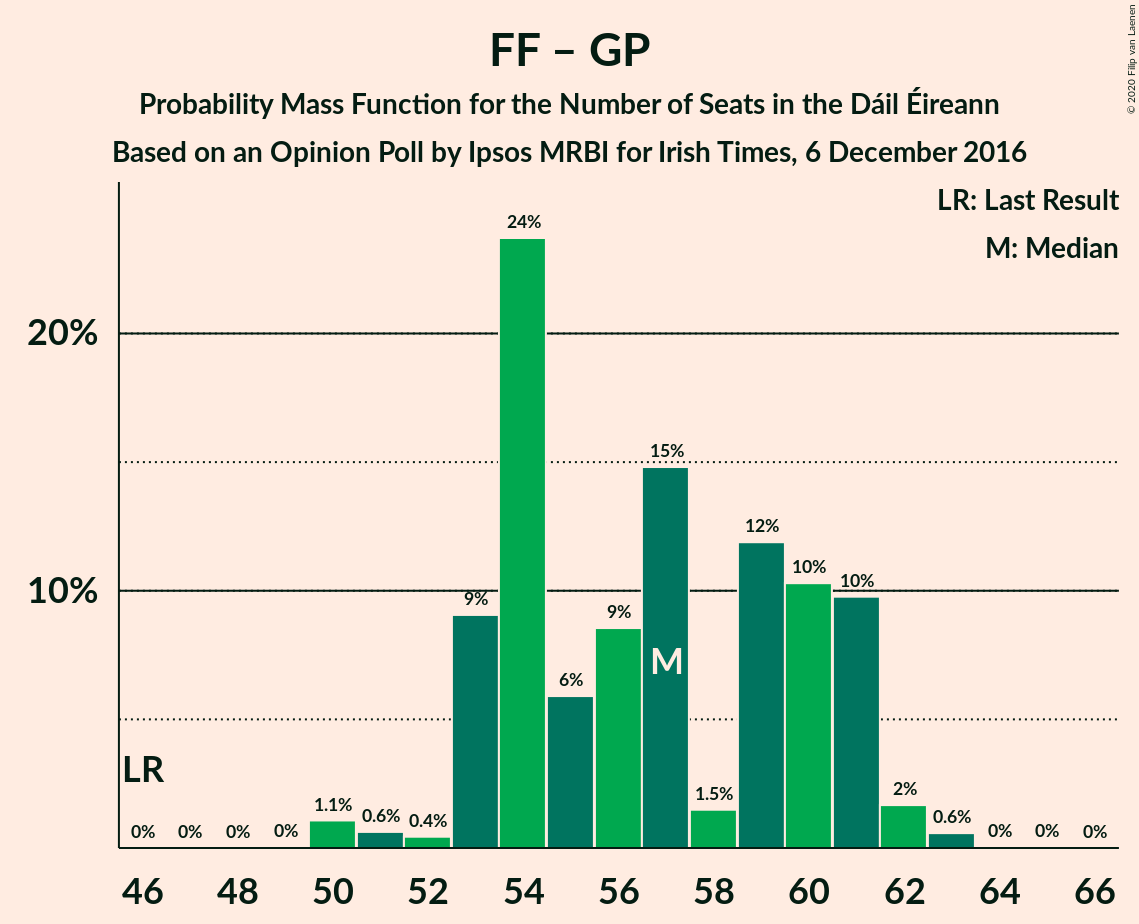 FF – GP
Probability Mass Function for the Number of Seats in the Dáil Éireann
Based on an Opinion Poll by Ipsos MRBI for Irish Times, 6 December 2016
© 2020 Filip van Laenen
LR: Last Result
M: Median
20%
10%
LR
M
0% 0% 0% 0% 1.1% 0.6% 0.4% 9% 24% 6% 9% 15% 1.5% 12% 10% 10% 2% 0.6% 0% 0% 0%
46 48 50 52 54 56 58 60 62 64 66